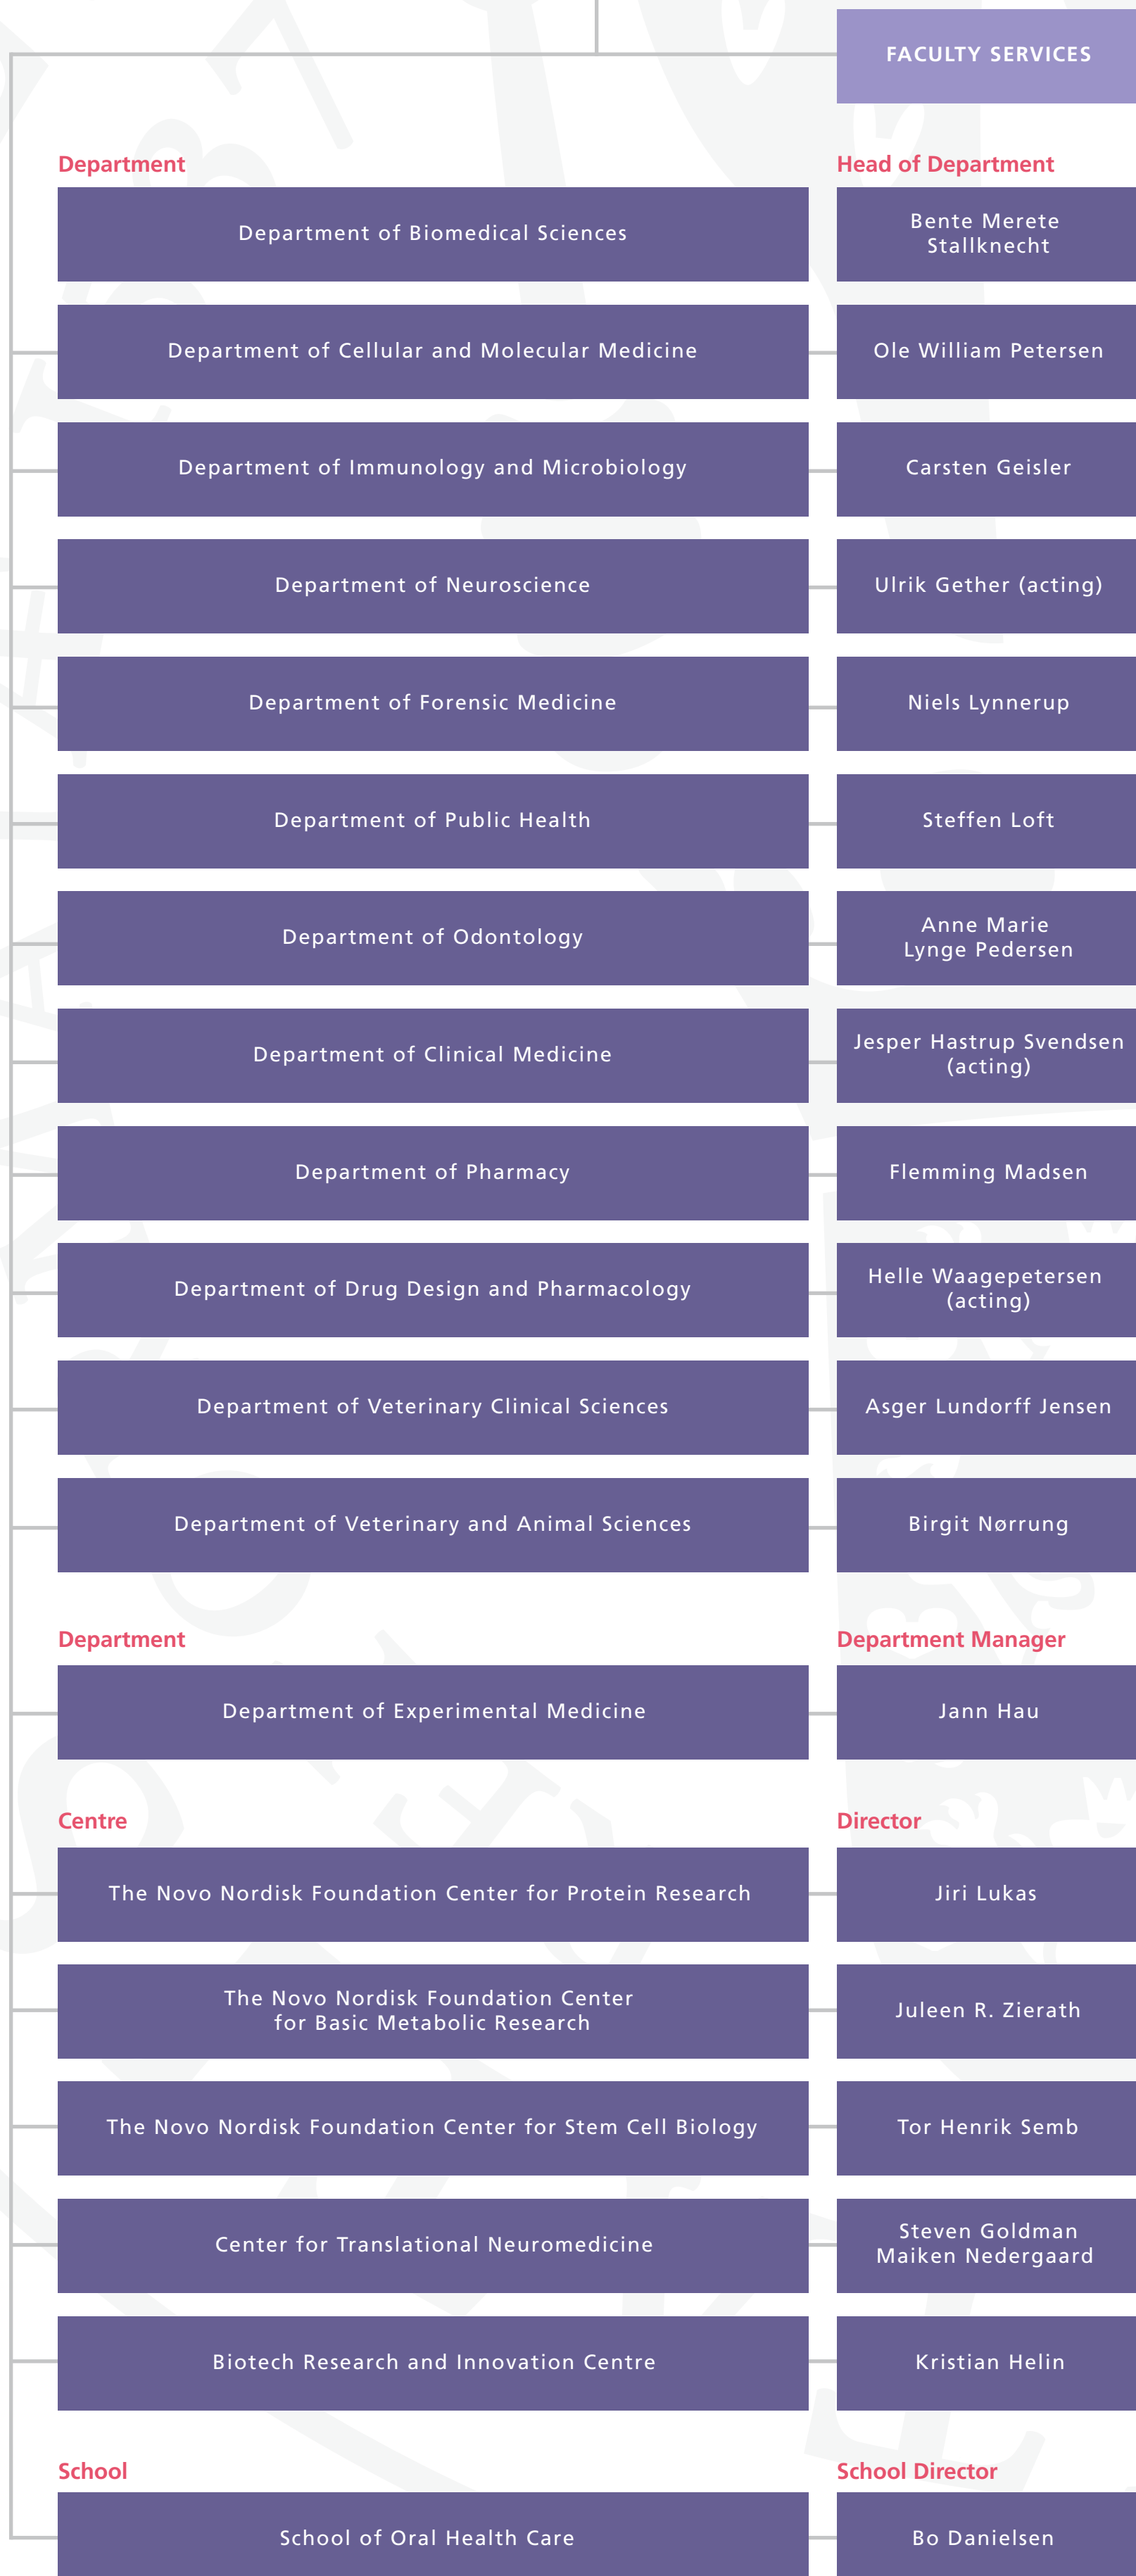 FACULTY SERVICES
Department
Head of Department
Department of Biomedical Sciences
Bente Merete
Stallknecht
Department of Cellular and Molecular Medicine
Ole William Petersen
Department of Immunology and Microbiology
Carsten Geisler
Department of Neuroscience
Ulrik Gether (acting)
Department of Forensic Medicine
Niels Lynnerup
Department of Public Health
Steffen Loft
Department of Odontology
Anne Marie
Lynge Pedersen
Department of Clinical Medicine
Jesper Hastrup Svendsen
(acting)
Department of Pharmacy
Flemming Madsen
Department of Drug Design and Pharmacology
Helle Waagepetersen
(acting)
Department of Veterinary Clinical Sciences
Asger Lundorff Jensen
Department of Veterinary and Animal Sciences
Birgit Nørrung
Department
Department Manager
Department of Experimental Medicine
Jann Hau
Centre
Director
The Novo Nordisk Foundation Center for Protein Research
Jiri Lukas
The Novo Nordisk Foundation Center
for Basic Metabolic Research
Juleen R. Zierath
The Novo Nordisk Foundation Center for Stem Cell Biology
Tor Henrik Semb
Center for Translational Neuromedicine
Steven Goldman
Maiken Nedergaard
Biotech Research and Innovation Centre
Kristian Helin
School
School Director
School of Oral Health Care
Bo Danielsen